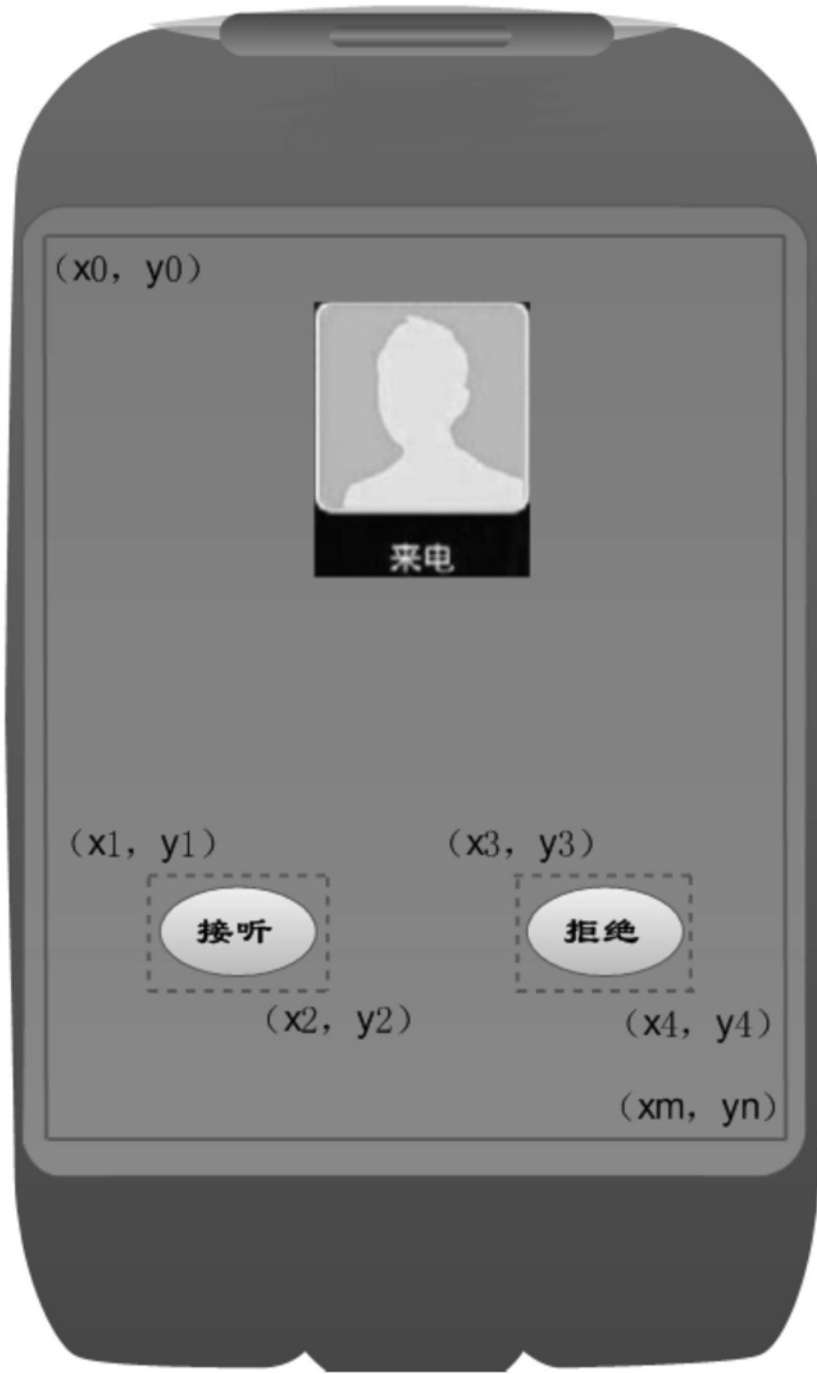 （x0，y0）
来电
（x1，y1）
（x3，y3）
接听
拒绝
（x2，y2）
（x4，y4）
（xm，yn）